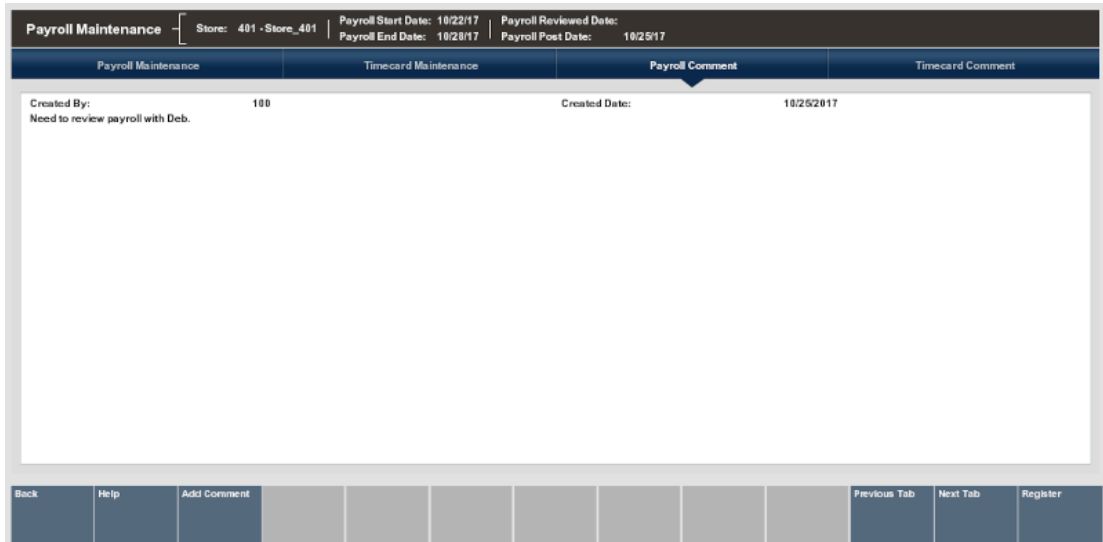 Payroll Maintenance
Store: 401 - Store_401
Payroll Start Date: 10/22/17
Payroll End Date: 10/28/17
Payroll Reviewed Date:
Payroll Post Date: 10/25/17
Payroll Maintenance Timecard Maintenance Payroll Comment Timecard Comment
Created By: 100 Created Date: 10/25/2017
Need to review payroll with Deb.
Back Help Add Comment Previous Tab Next Tab Register